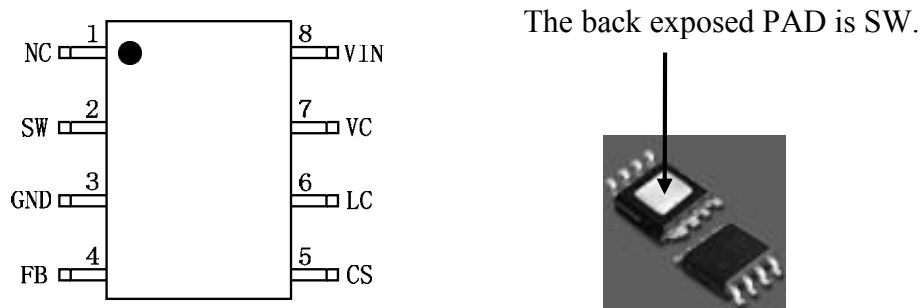 The back exposed PAD is SW.
NC 1 8 VIN
SW 2 7 VC
GND 3 6 LC
FB 4 5 CS